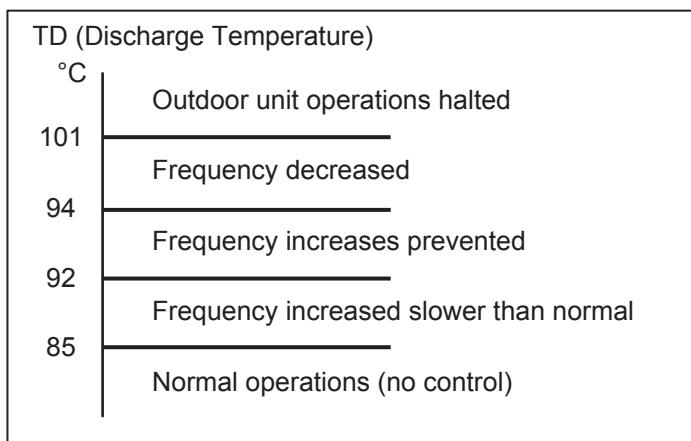 TD (Discharge Temperature)
°C
Outdoor unit operations halted
101
Frequency decreased
94
Frequency increases prevented
92
Frequency increased slower than normal
85
Normal operations (no control)